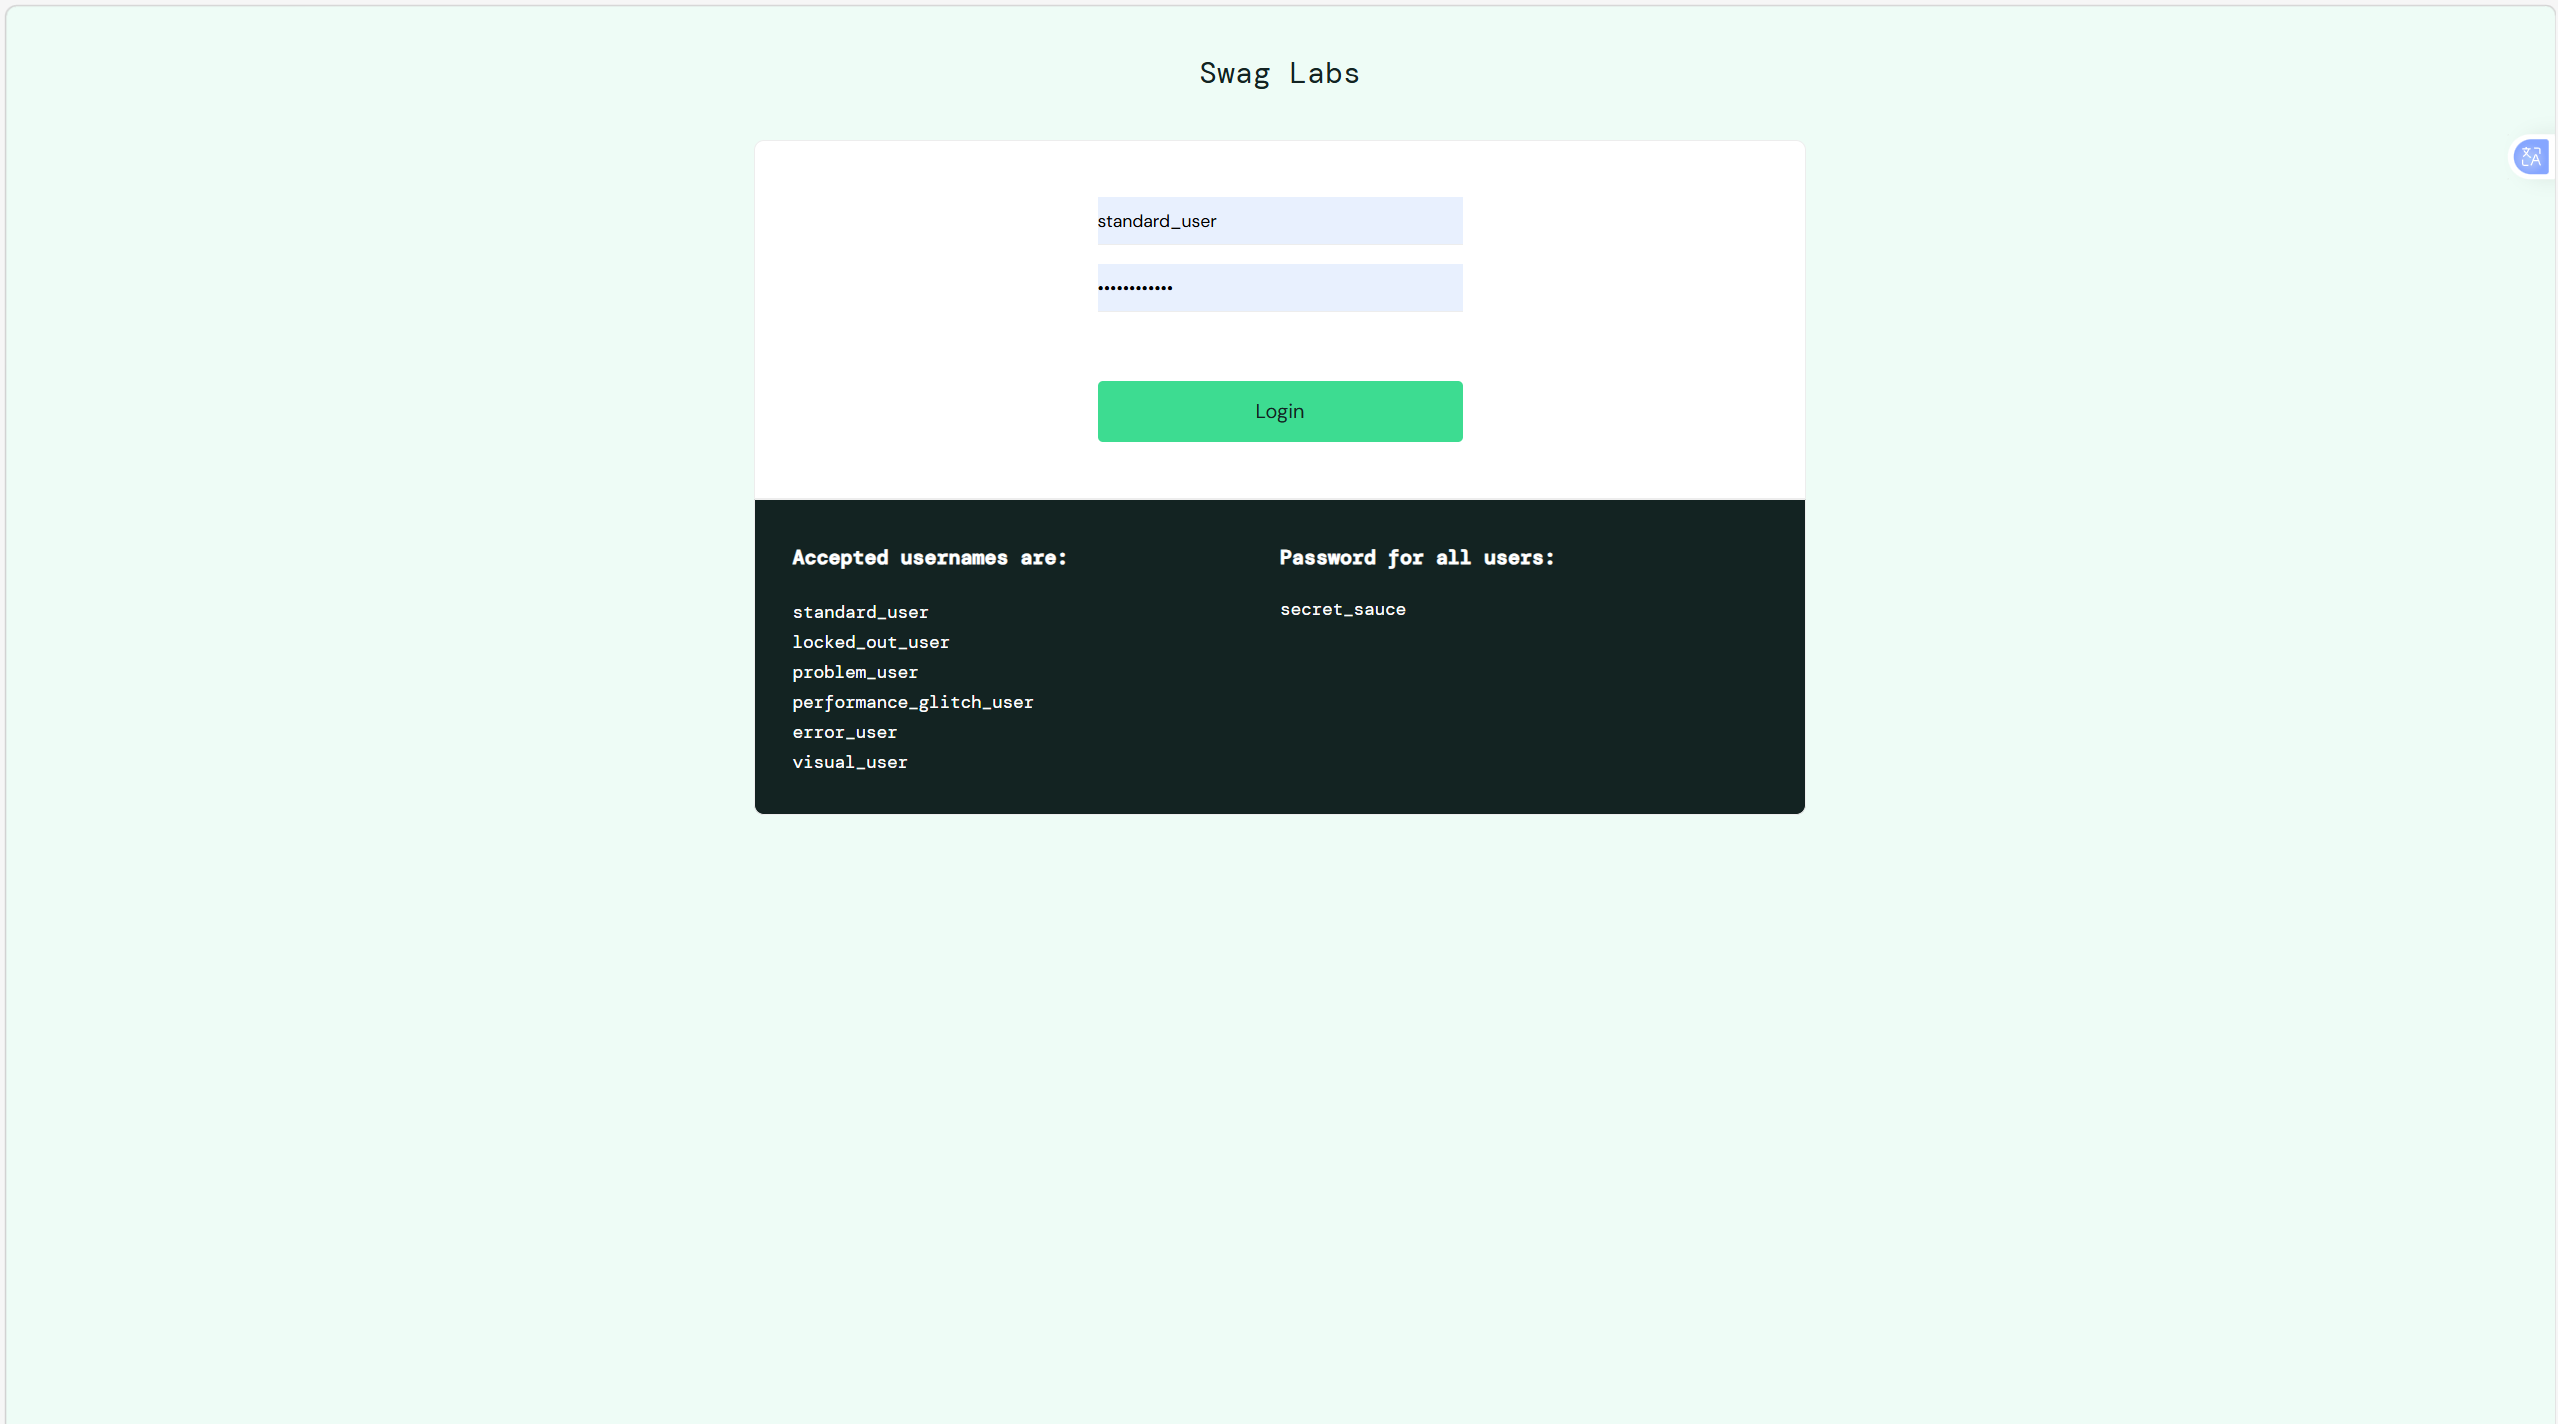 Swag Labs
standard_user
••••••••••••
Login
Accepted usernames are:
standard_user
locked_out_user
problem_user
performance_glitch_user
error_user
visual_user
Password for all users:
secret_sauce